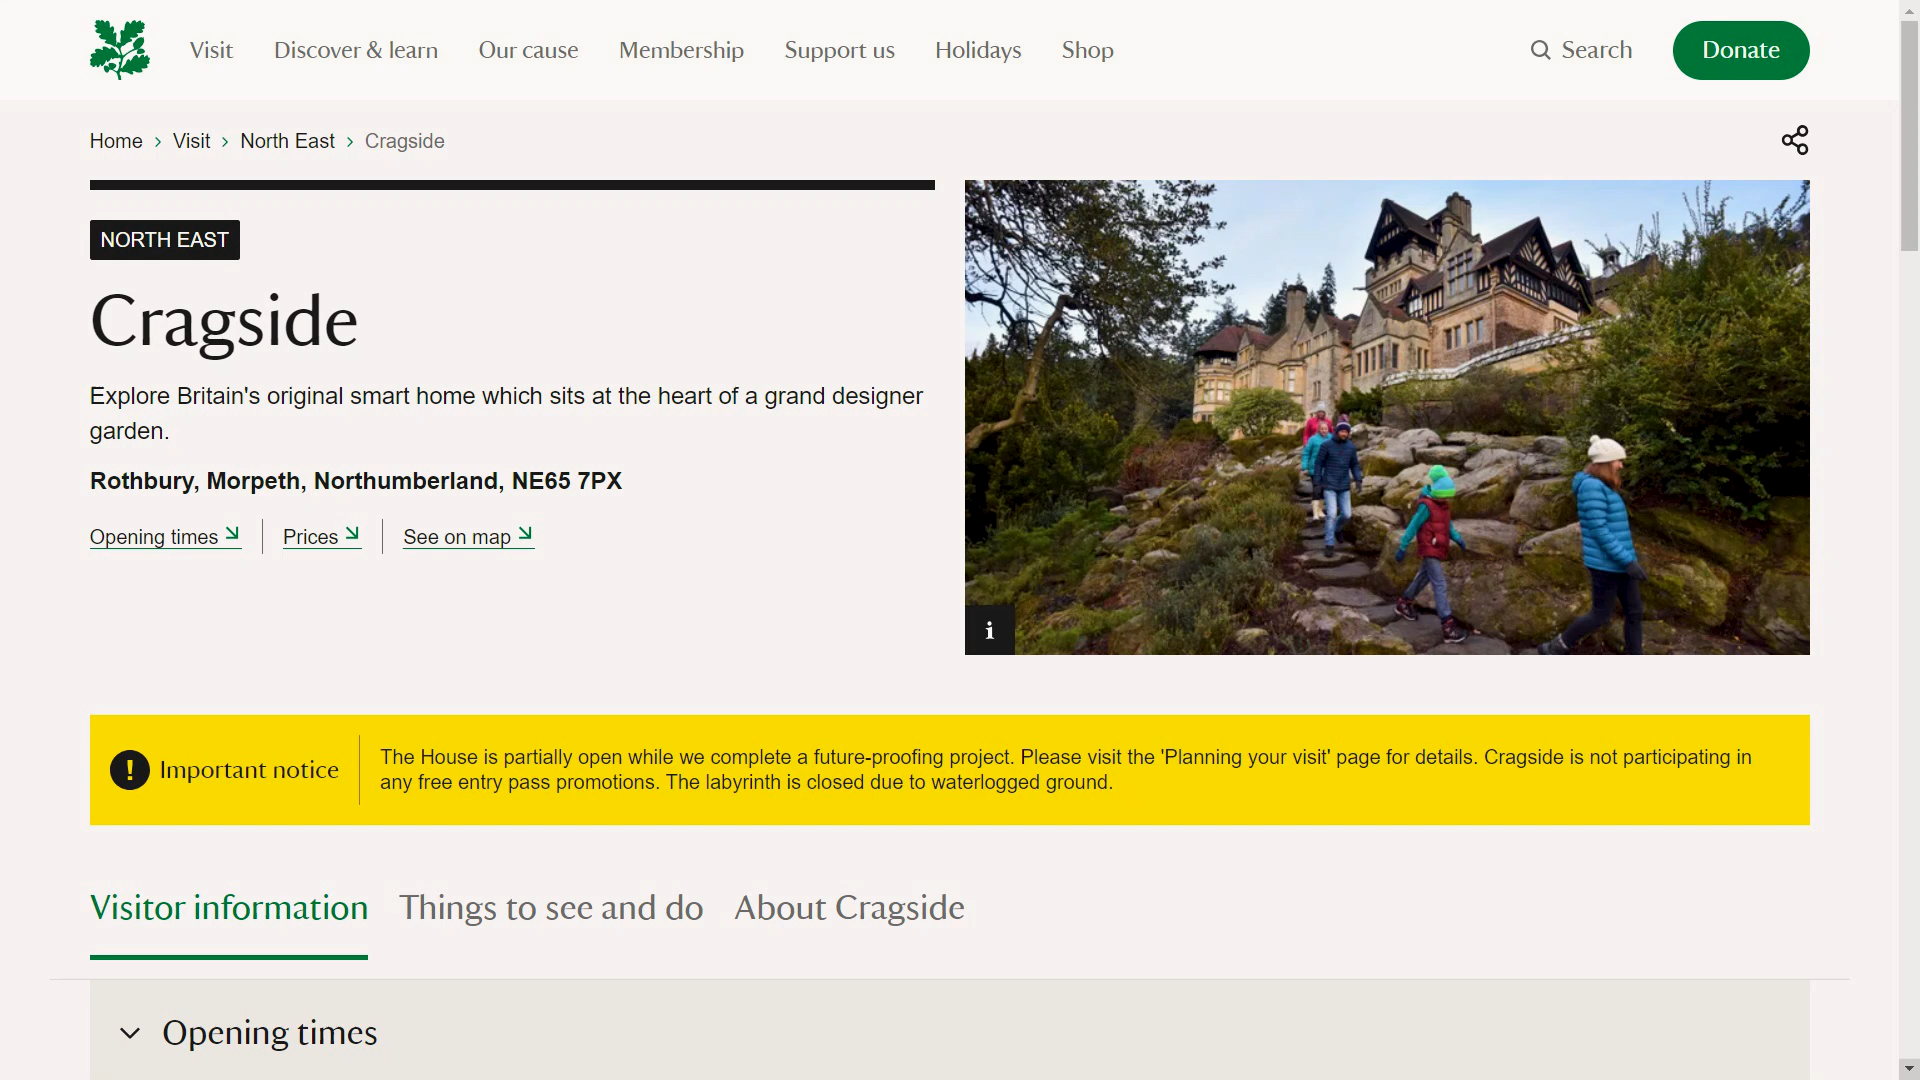 Visit
Discover & learn
Our cause
Membership
Support us
Holidays
Shop
Search
Donate
Home
Visit
North East
Cragside
NORTH EAST
Cragside
Explore Britain's original smart home which sits at the heart of a grand designer
garden.
Rothbury, Morpeth, Northumberland, NE65 7PX
Opening times
Prices
See on map
i
! Important notice
The House is partially open while we complete a future-proofing project. Please visit the 'Planning your visit' page for details. Cragside is not participating in
any free entry pass promotions. The labyrinth is closed due to waterlogged ground.
Visitor information
Things to see and do
About Cragside
Opening times